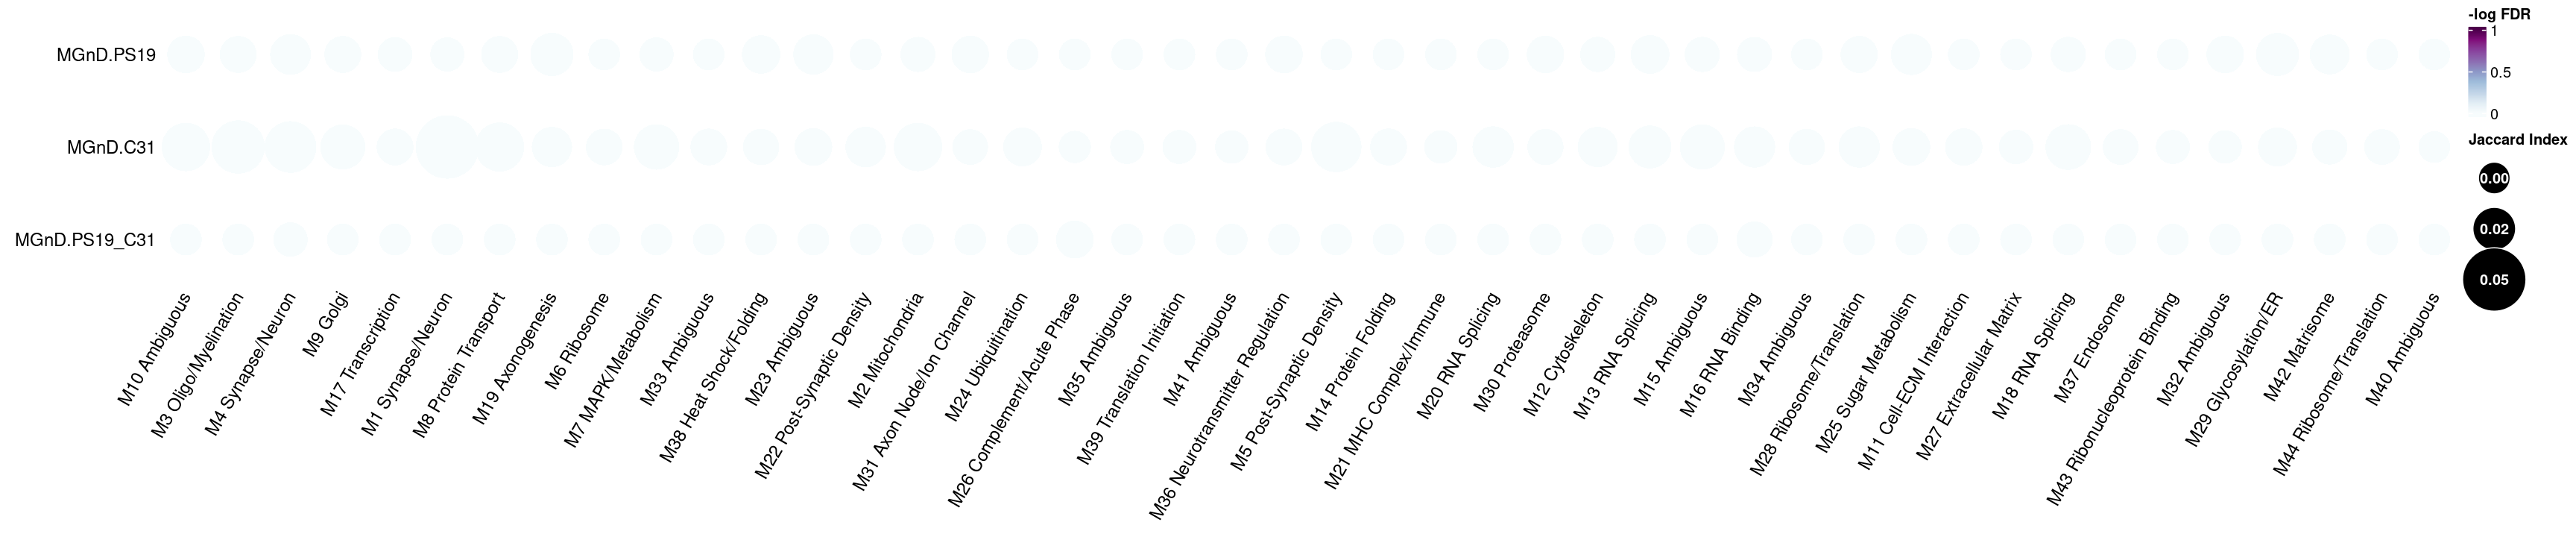 MGnD.PS19
MGnD.C31
MGnD.PS19_C31
M10 Ambiguous
M3 Oligo/Myelination
M4 Synapse/Neuron
M9 Golgi
M17 Transcription
M1 Synapse/Neuron
M8 Protein Transport
M19 Axonogenesis
M6 Ribosome
M7 MAPK/Metabolism
M33 Ambiguous
M38 Heat Shock/Folding
M23 Ambiguous
M22 Post-Synaptic Density
M2 Mitochondria
M31 Axon Node/Ion Channel
M24 Ubiquitination
M26 Complement/Acute Phase
M35 Ambiguous
M39 Translation Initiation
M41 Ambiguous
M36 Neurotransmitter Regulation
M5 Post-Synaptic Density
M14 Protein Folding
M21 MHC Complex/Immune
M20 RNA Splicing
M30 Proteasome
M12 Cytoskeleton
M13 RNA Splicing
M15 Ambiguous
M16 RNA Binding
M34 Ambiguous
M28 Ribosome/Translation
M25 Sugar Metabolism
M11 Cell-ECM Interaction
M27 Extracellular Matrix
M18 RNA Splicing
M37 Endosome
M43 Ribonucleoprotein Binding
M32 Ambiguous
M29 Glycosylation/ER
M42 Matrisome
M44 Ribosome/Translation
M40 Ambiguous
-log FDR
1
0.5
0
Jaccard Index
0.00
0.02
0.05